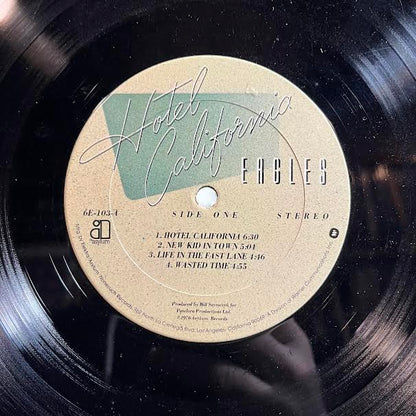 Hotel
California
EAGLES
6E-103-A
SIDE ONE
STEREO
asylum
1. HOTEL CALIFORNIA 6:30
2. NEW KID IN TOWN 5:04
3. LIFE IN THE FAST LANE 4:46
4. WASTED TIME 4:55
Produced by Bill Szymczyk for
Pandora Productions Ltd.
©1976 Asylum Records